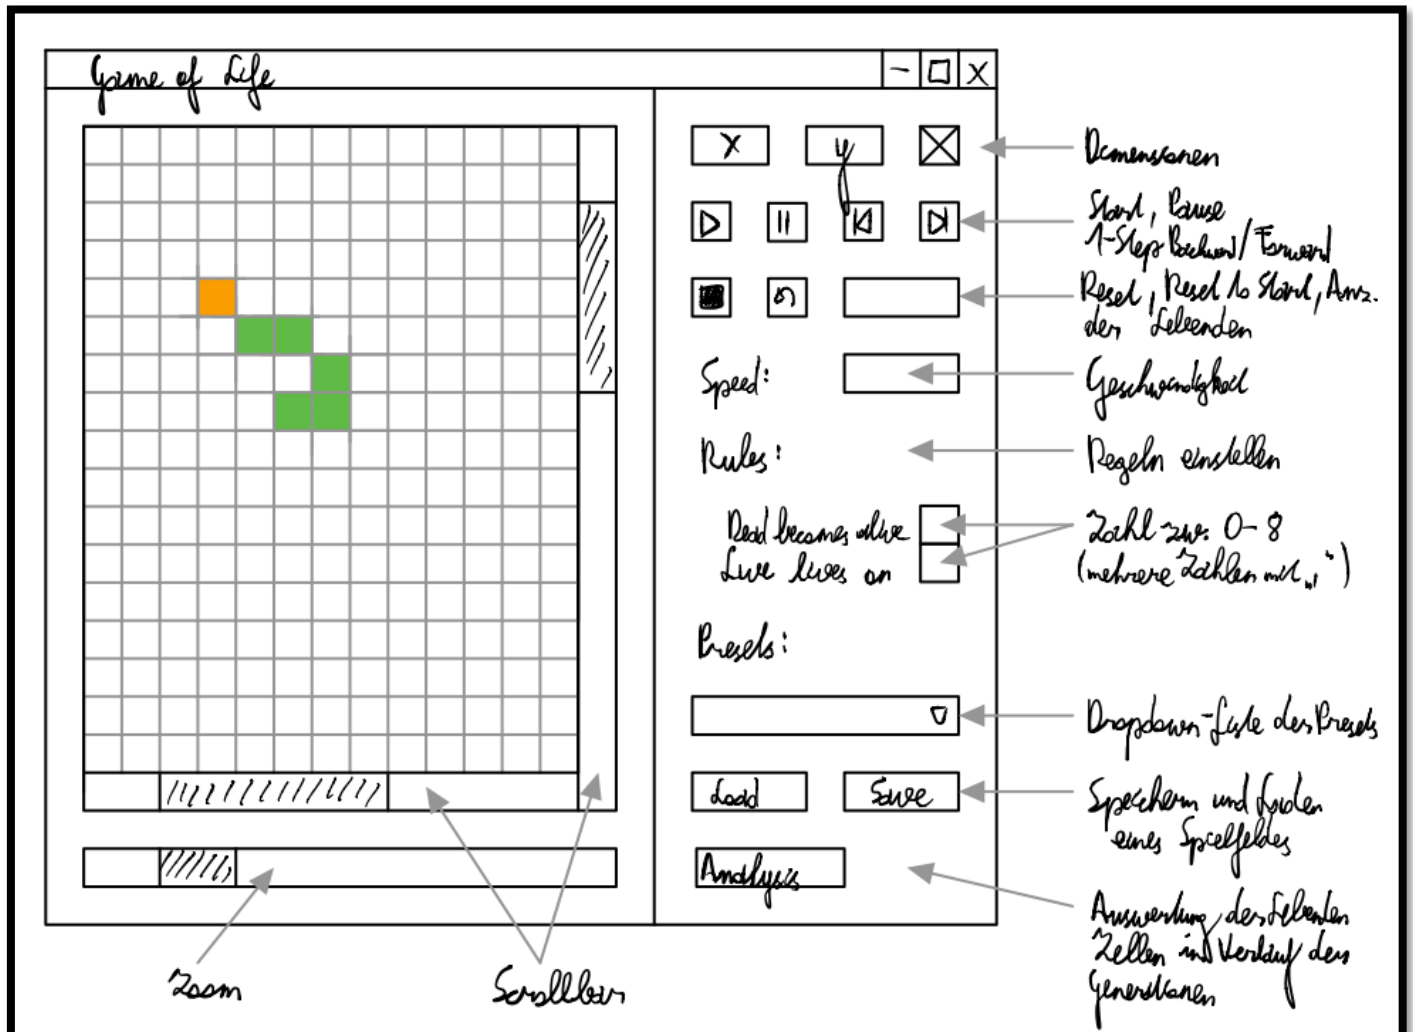 Game of Life
- X
X y
Dimensionen
Start, Pause
1-Step Backward/Forward
Reset, Reset to Start, Anz.
der Lebenden
Speed:
Geschwindigkeit
Rules:
Regeln einstellen
Dead becomes alive
Live lives on
Zahl zw. 0-8
(mehrere Zahlen mit „,“)
Presets:
Dropdown-Liste der Presets
Load Save
Speichern und Laden
eines Spielfeldes
Analysis
Auswertung der Lebenden
Zellen im Verlauf der
Generationen
Zoom
Scrollbar